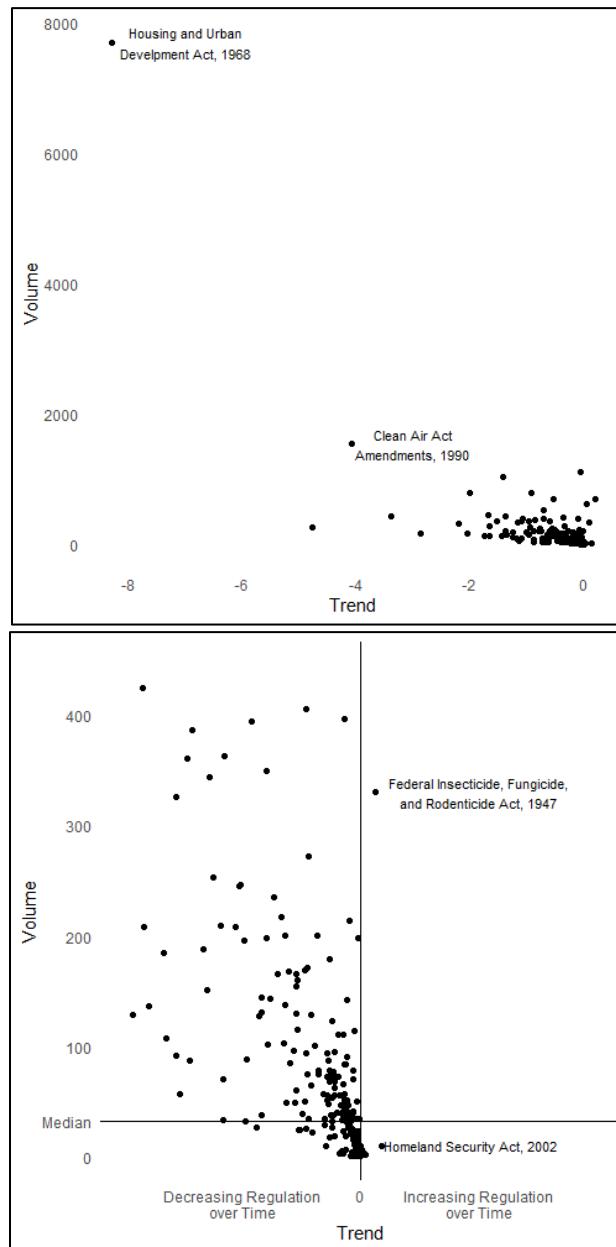 8000
Housing and Urban
Develpment Act, 1968
6000
4000
Volume
2000
Clean Air Act
Amendments, 1990
0
-8
-6
-4
-2
0
Trend
400
Federal Insecticide, Fungicide,
and Rodenticide Act, 1947
300
Volume
200
100
Median
Homeland Security Act, 2002
0
Decreasing Regulation
over Time
0
Increasing Regulation
over Time
Trend